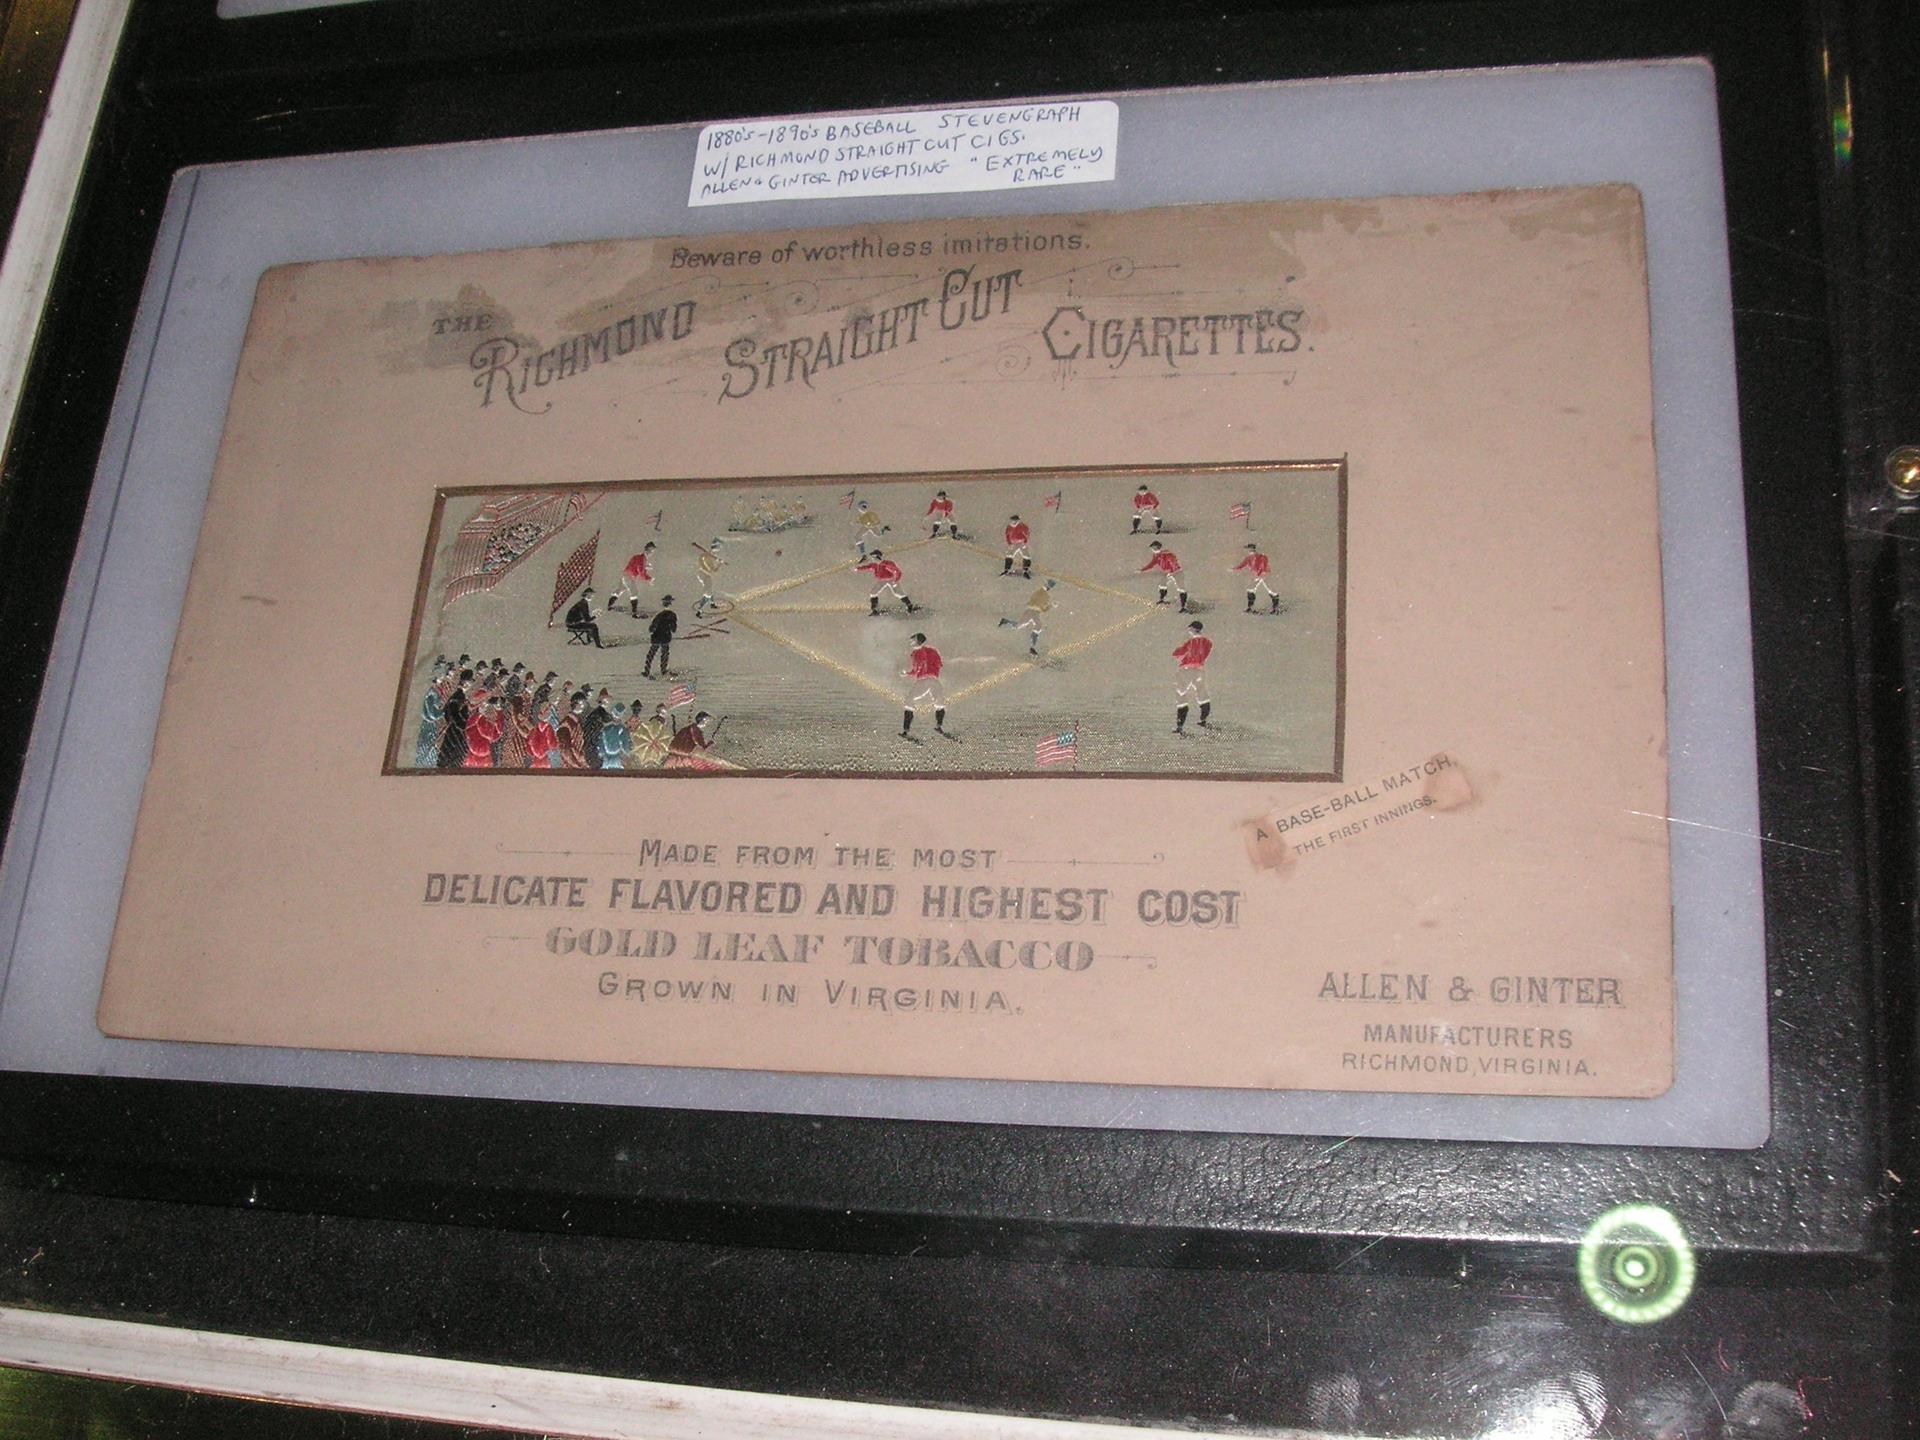 1880's-1890's BASEBALL STEVENGRAPH
W/ RICHMOND STRAIGHT CUT CIGS.
ALLEN & GINTER ADVERTISING "EXTREMELY
RARE"
Beware of worthless imitations.
THE RICHMOND STRAIGHT CUT CIGARETTES.
A BASE-BALL MATCH.
THE FIRST INNINGS.
MADE FROM THE MOST
DELICATE FLAVORED AND HIGHEST COST
GOLD LEAF TOBACCO
GROWN IN VIRGINIA.
ALLEN & GINTER
MANUFACTURERS
RICHMOND, VIRGINIA.